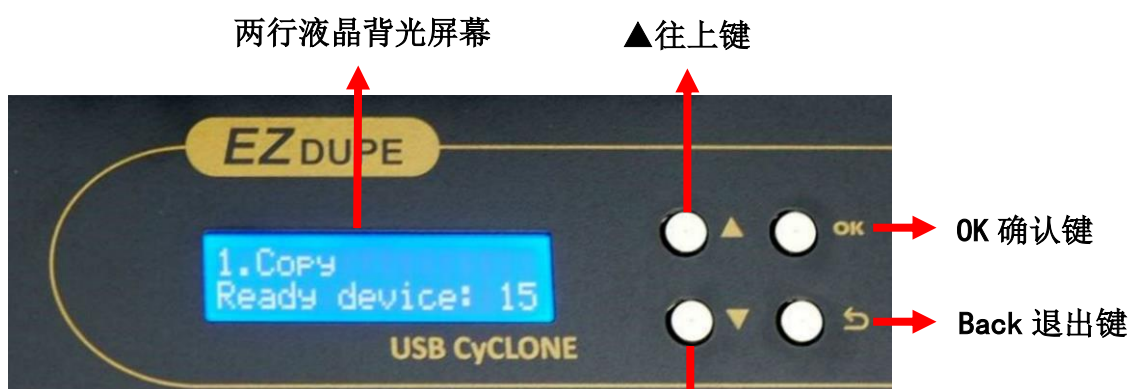 两行液晶背光屏幕
▲往上键
EZ DUPE
1.Copy
Ready device: 15
USB CyCLONE
▲ OK
▼
OK 确认键
Back 退出键